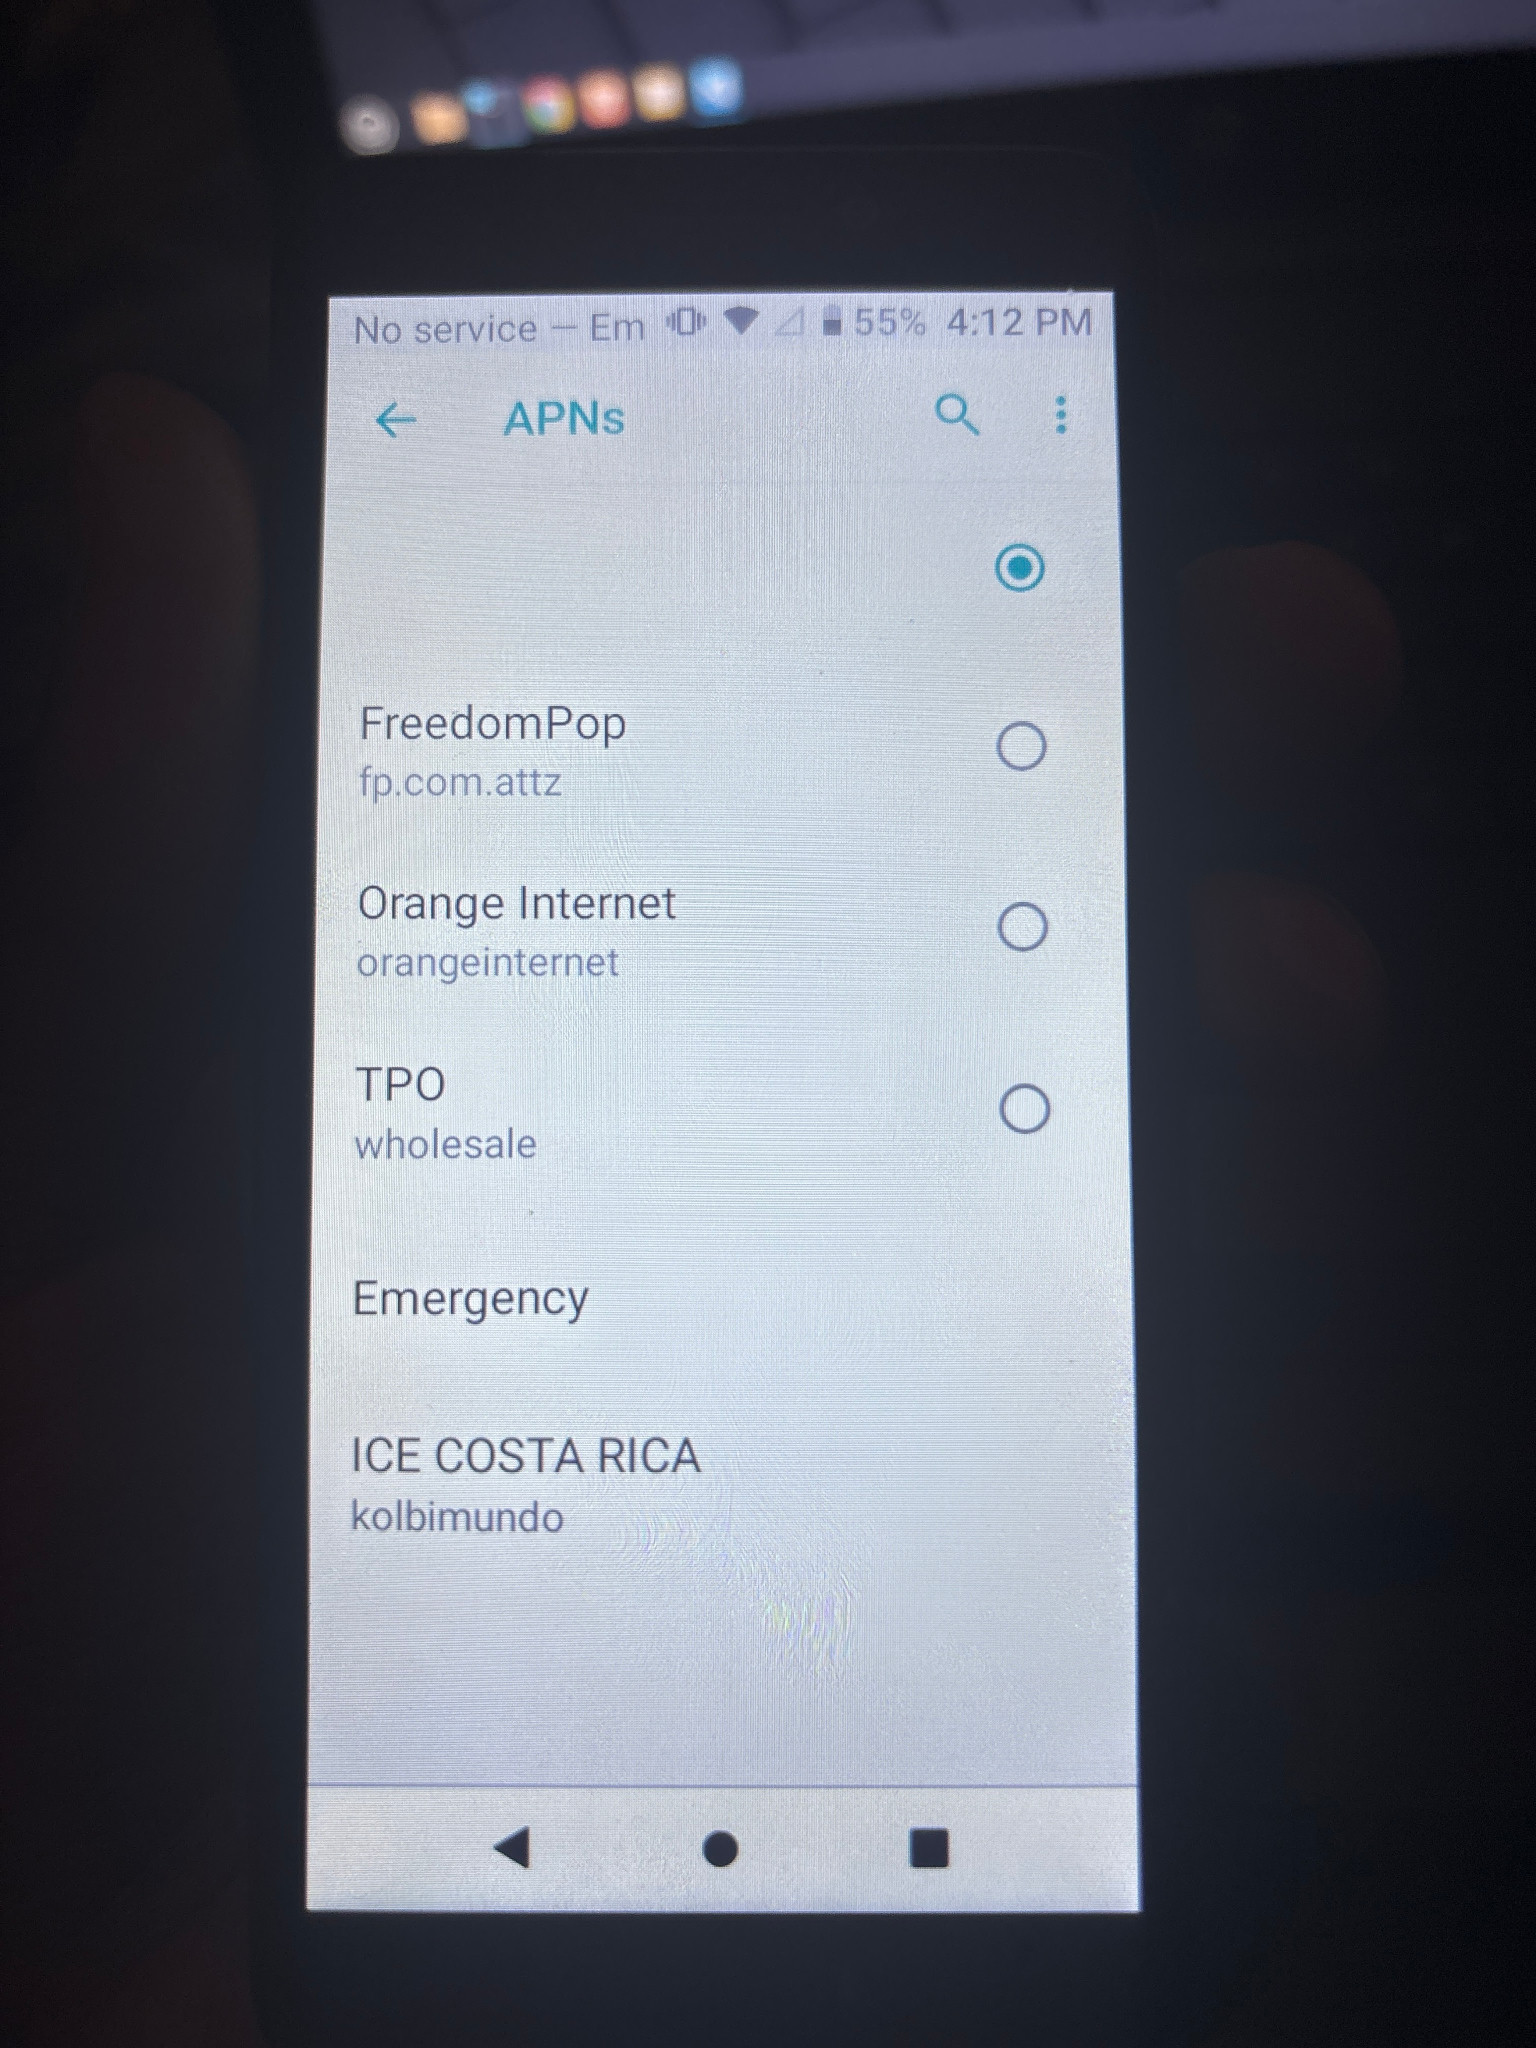 No service — Em 55% 4:12 PM
APNs
FreedomPop
fp.com.attz
Orange Internet
orangeinternet
TPO
wholesale
Emergency
ICE COSTA RICA
kolbimundo